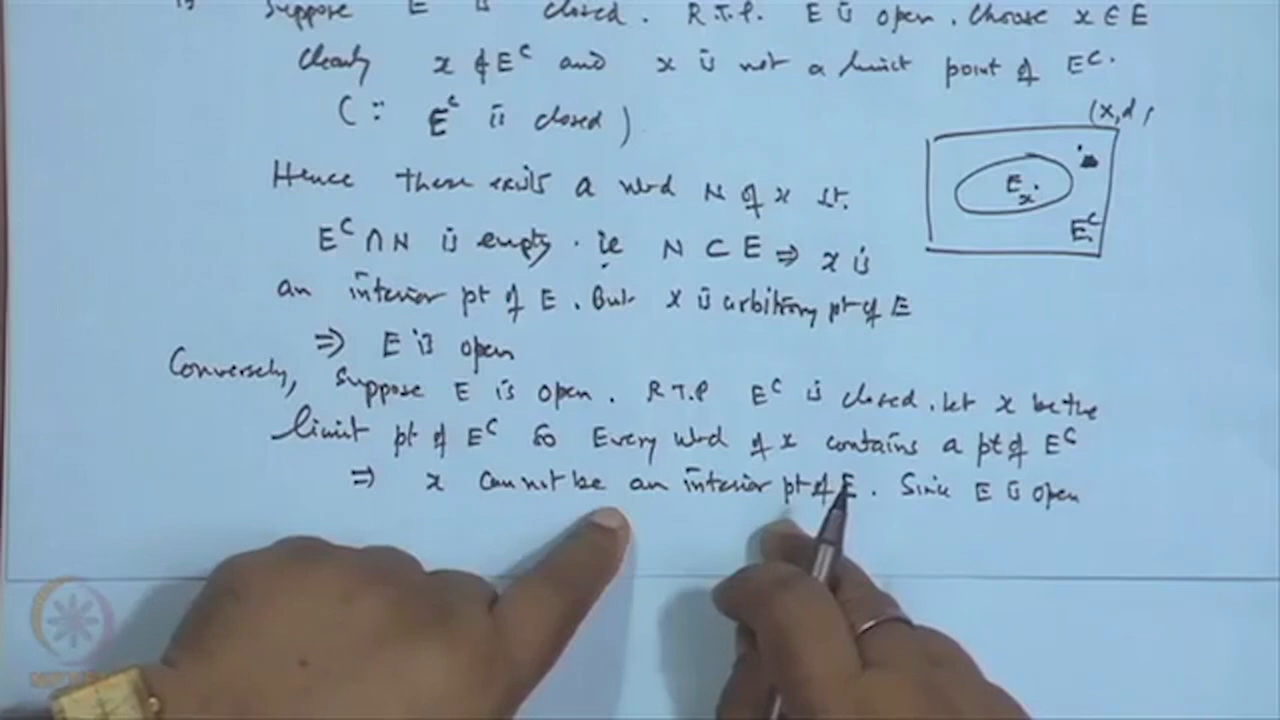 Suppose E is closed. R.T.P. E is open. Choose x ∈ E
Clearly x ∉ E^C and x is not a limit point of E^C.
(∵ E^C is closed)
(X, d)
Hence there exists a nbd N of x st.
E x
E^C
E^C ∩ N is empty. ie N ⊂ E ⇒ x is
an interior pt of E. But x is arbitrary pt of E
⇒ E is open
Conversely, Suppose E is open. R.T.P E^C is closed. Let x be the
limit pt of E^C so Every nbd of x contains a pt of E^C
⇒ x cannot be an interior pt of E. Since E is open